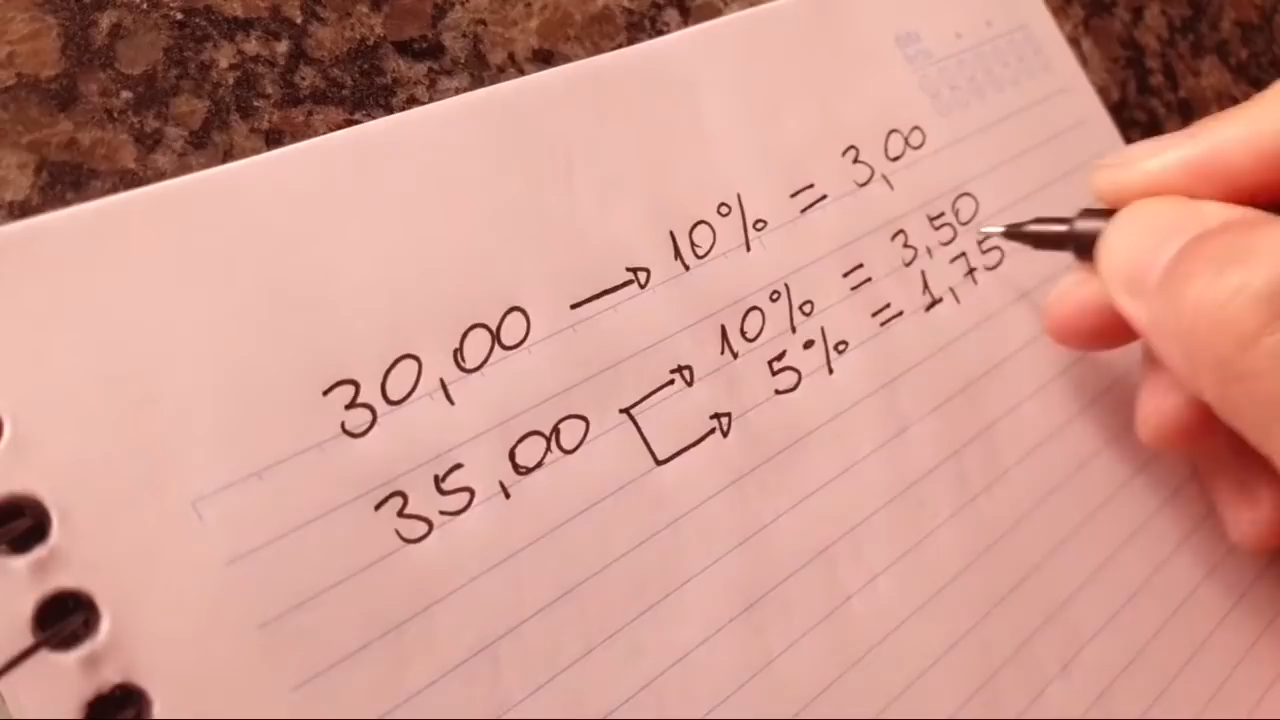 30,00 → 10% = 3,00
35,00 → 10% = 3,50
→ 5% = 1,75